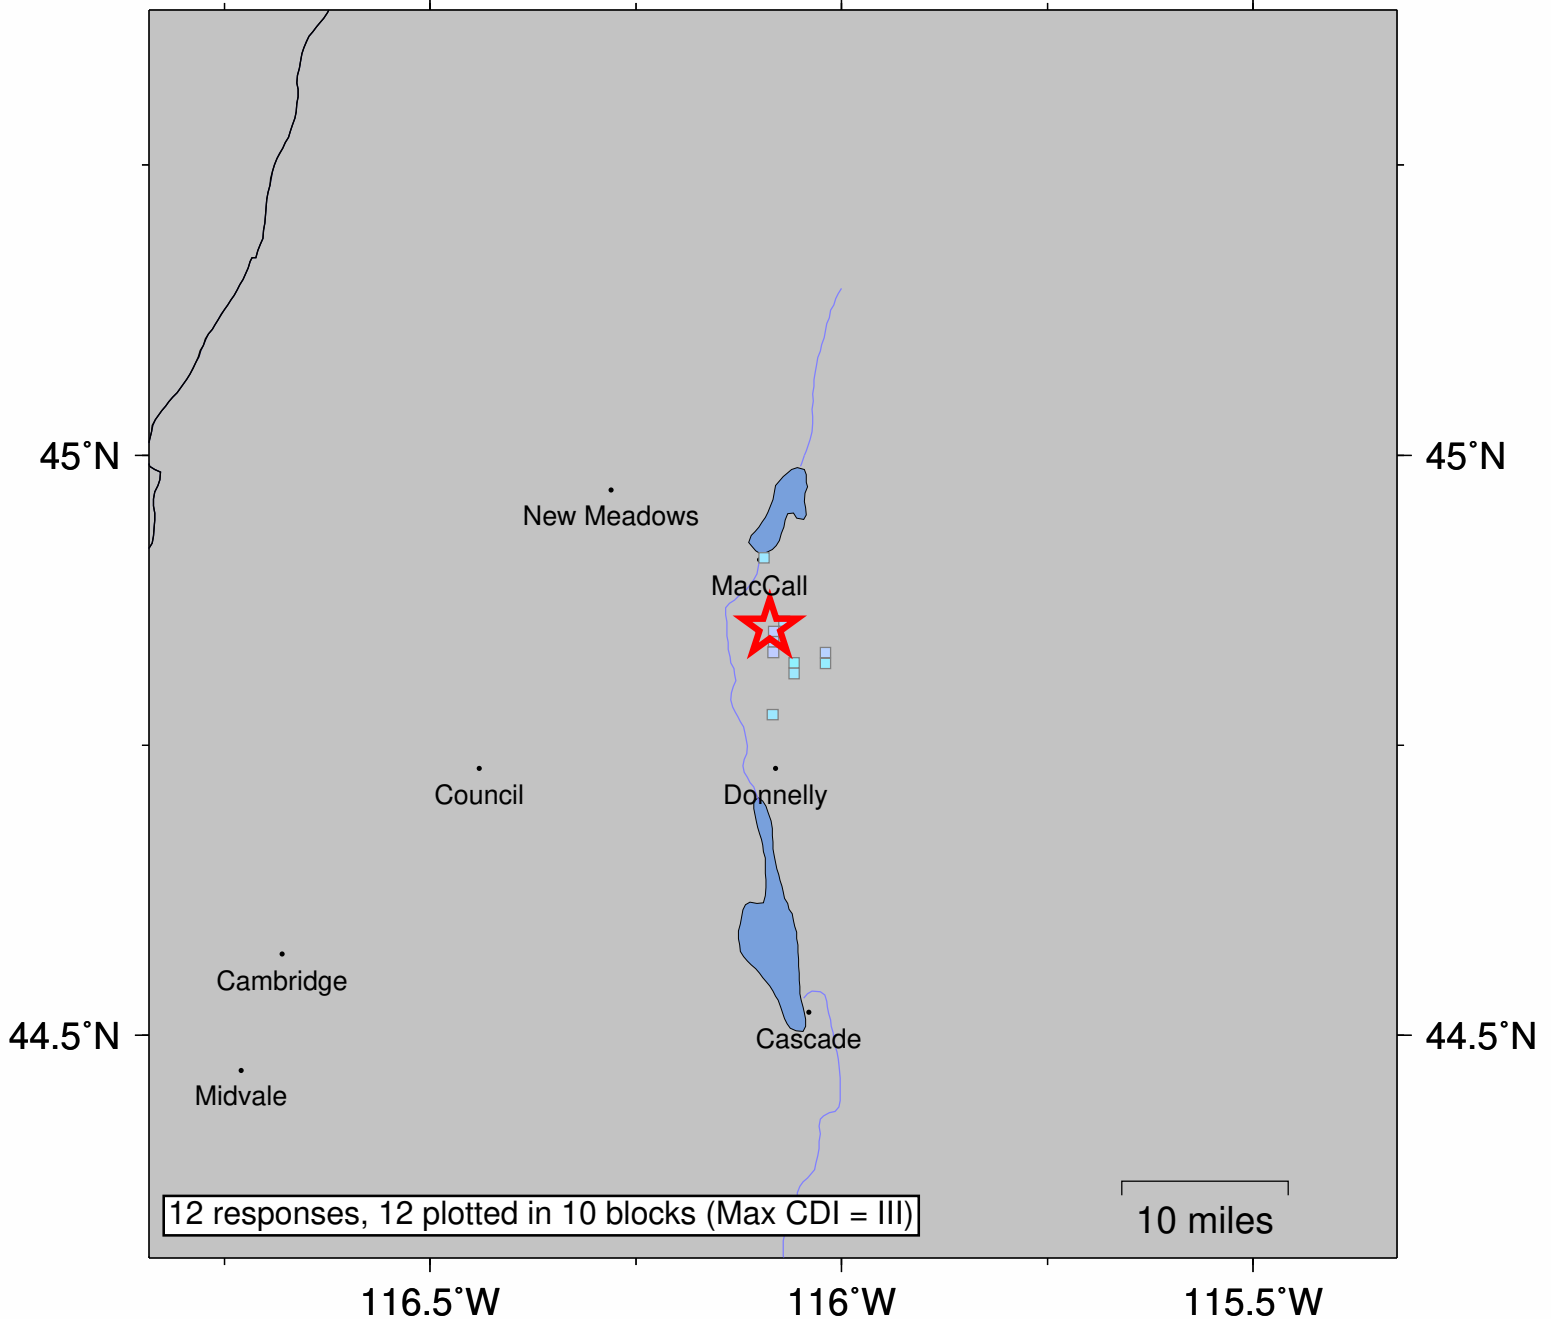 45˚N
45˚N
New Meadows
MacCall
Council
Donnelly
Cambridge
44.5˚N
44.5˚N
Cascade
Midvale
12 responses, 12 plotted in 10 blocks (Max CDI = III)
10 miles
116.5˚W
116˚W
115.5˚W